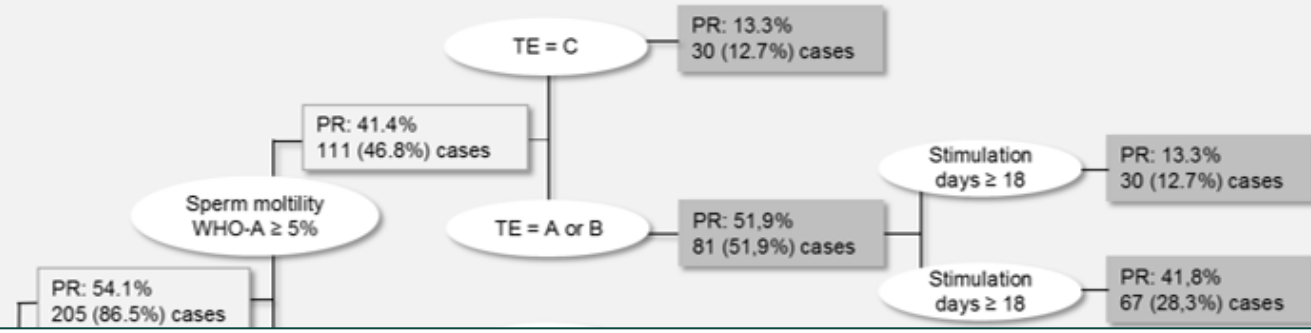 TE = C
PR: 13.3%
30 (12.7%) cases
PR: 41.4%
111 (46.8%) cases
Sperm moltility
WHO-A ≥ 5%
TE = A or B
PR: 51,9%
81 (51,9%) cases
Stimulation
days ≥ 18
PR: 13.3%
30 (12.7%) cases
Stimulation
days ≥ 18
PR: 41,8%
67 (28,3%) cases
PR: 54.1%
205 (86.5%) cases